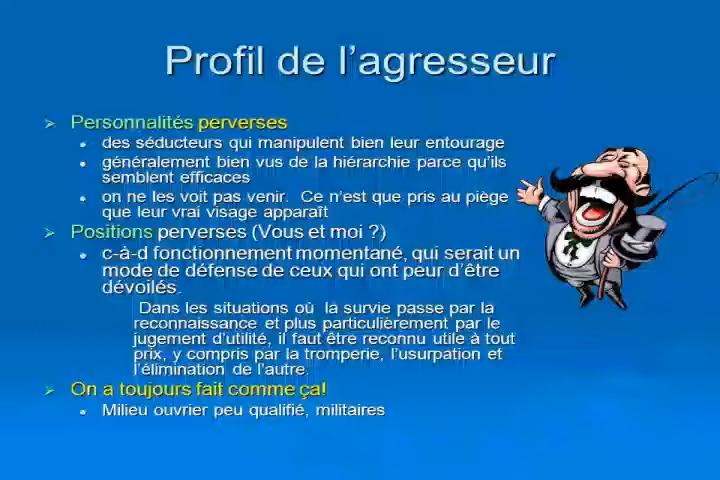 Profil de l’agresseur
Personnalités perverses
des séducteurs qui manipulent bien leur entourage
généralement bien vus de la hiérarchie parce qu’ils
semblent efficaces
on ne les voit pas venir. Ce n’est que pris au piège
que leur vrai visage apparaît
Positions perverses (Vous et moi ?)
c-à-d fonctionnement momentané, qui serait un
mode de défense de ceux qui ont peur d’être
dévoilés.
Dans les situations où la survie passe par la
reconnaissance et plus particulièrement par le
jugement d’utilité, il faut être reconnu utile à tout
prix, y compris par la tromperie, l’usurpation et
l’élimination de l’autre.
On a toujours fait comme ça!
Milieu ouvrier peu qualifié, militaires